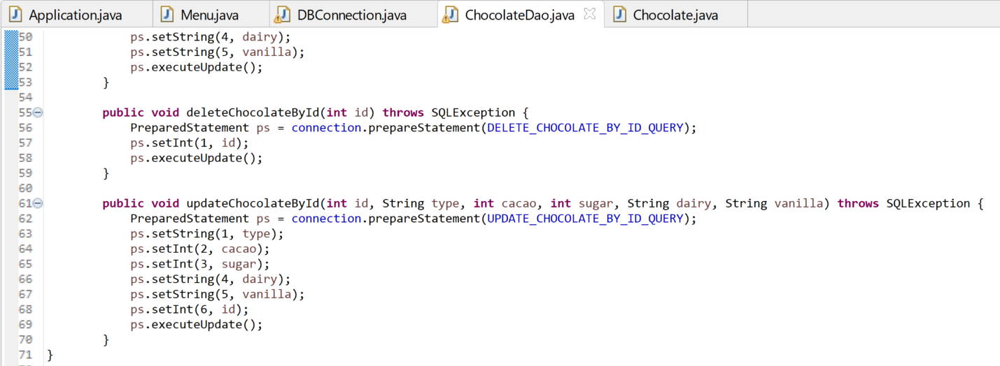 Application.java Menu.java DBConnection.java ChocolateDao.java Chocolate.java
50 ps.setString(4, dairy);
51 ps.setString(5, vanilla);
52 ps.executeUpdate();
53 }
54
55 public void deleteChocolateById(int id) throws SQLException {
56 PreparedStatement ps = connection.prepareStatement(DELETE_CHOCOLATE_BY_ID_QUERY);
57 ps.setInt(1, id);
58 ps.executeUpdate();
59 }
60
61 public void updateChocolateById(int id, String type, int cacao, int sugar, String dairy, String vanilla) throws SQLException {
62 PreparedStatement ps = connection.prepareStatement(UPDATE_CHOCOLATE_BY_ID_QUERY);
63 ps.setString(1, type);
64 ps.setInt(2, cacao);
65 ps.setInt(3, sugar);
66 ps.setString(4, dairy);
67 ps.setString(5, vanilla);
68 ps.setInt(6, id);
69 ps.executeUpdate();
70 }
71 }